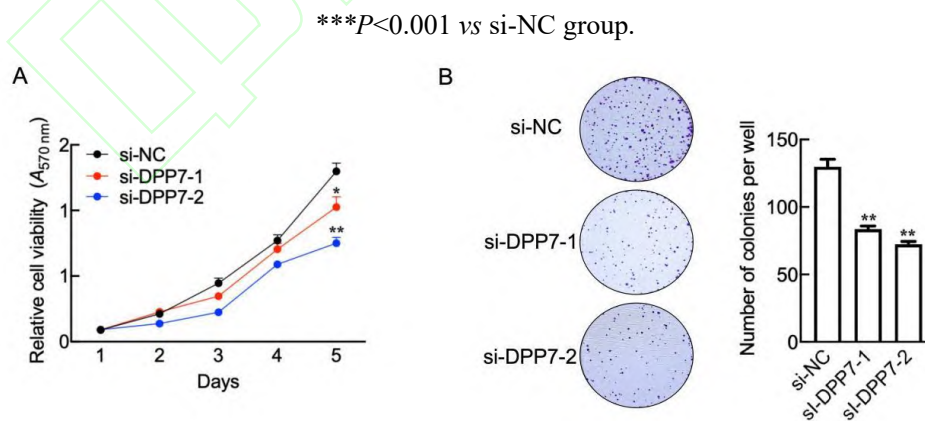 ***P<0.001 vs si-NC group.
A
Relative cell viability (A570 nm)
2
1
1
0
si-NC
si-DPP7-1
si-DPP7-2
*
**
1 2 3 4 5
Days
B
si-NC
si-DPP7-1
si-DPP7-2
Number of colonies per well
150
100
50
0
**
**
si-NC
sI-DPP7-1
sI-DPP7-2